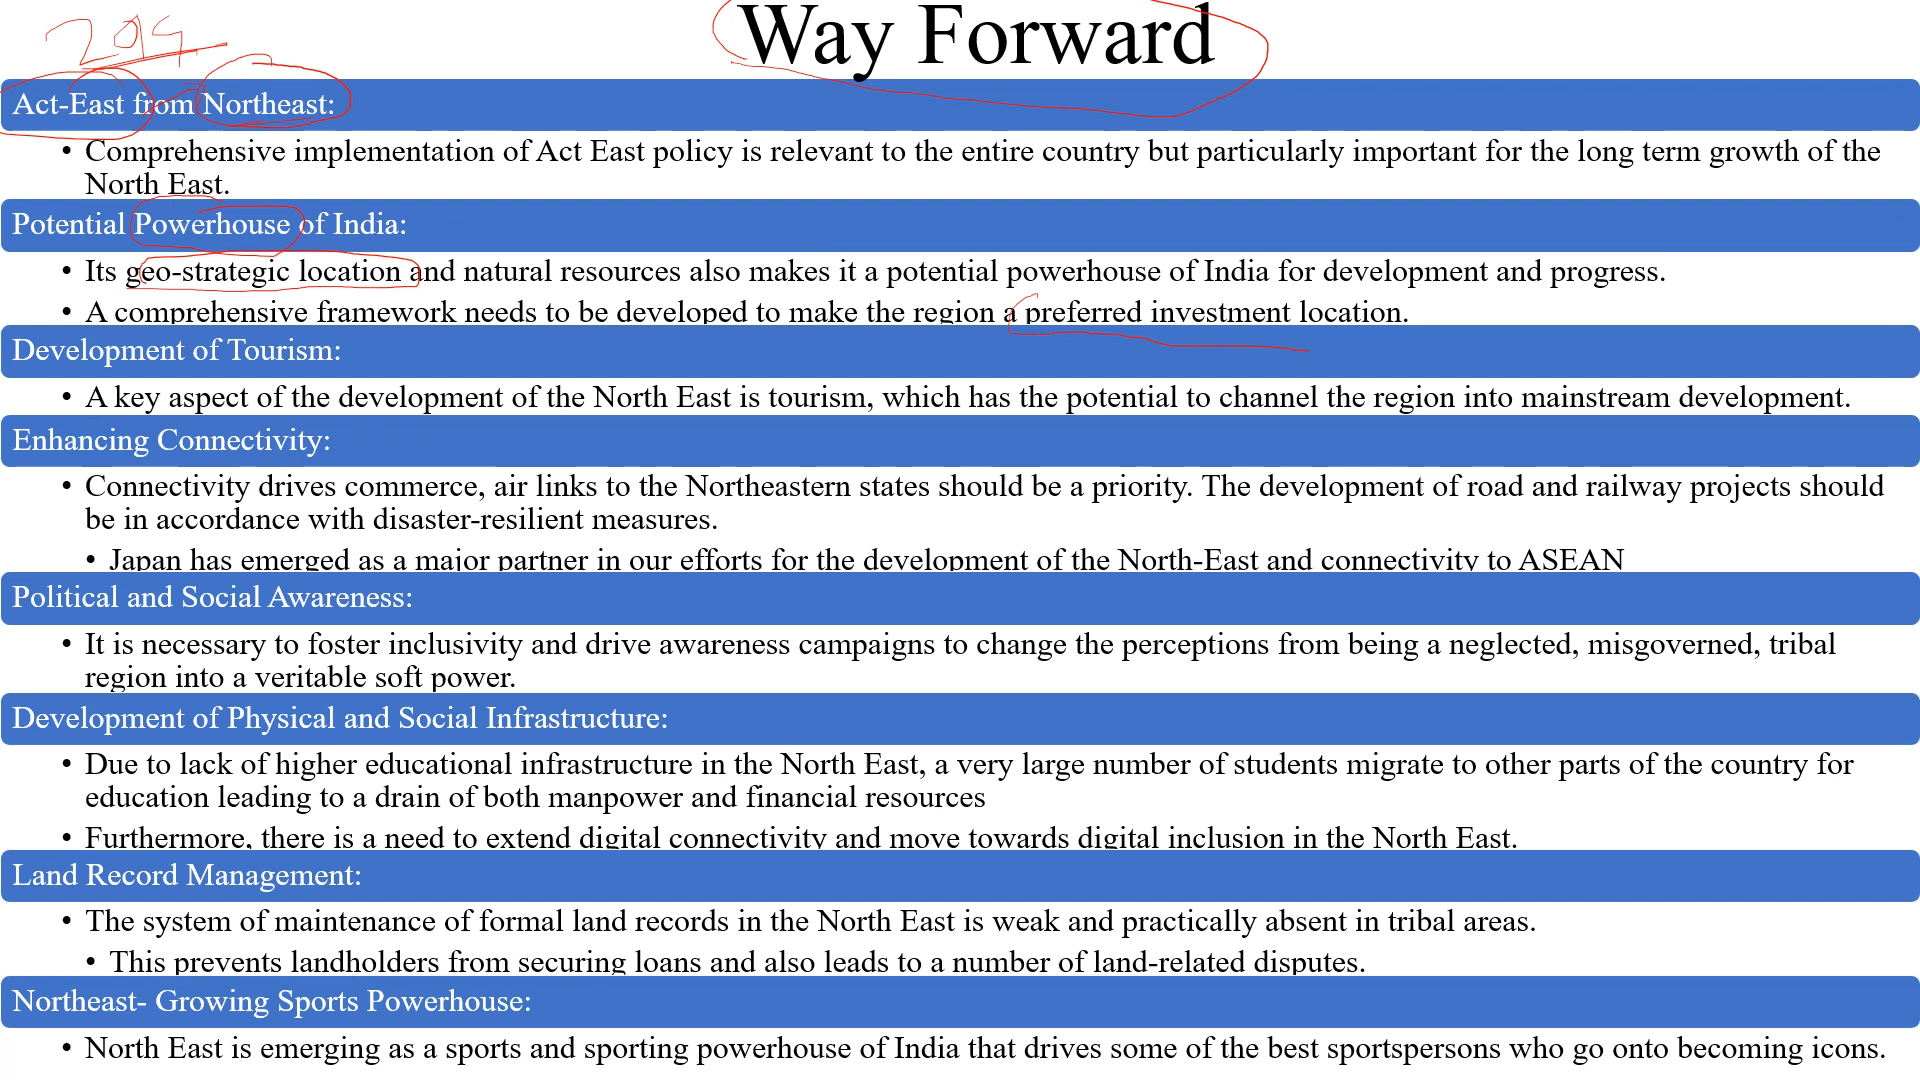 Way Forward
2014
Act-East from Northeast:
• Comprehensive implementation of Act East policy is relevant to the entire country but particularly important for the long term growth of the
North East.
Potential Powerhouse of India:
• Its geo-strategic location and natural resources also makes it a potential powerhouse of India for development and progress.
• A comprehensive framework needs to be developed to make the region a preferred investment location.
Development of Tourism:
• A key aspect of the development of the North East is tourism, which has the potential to channel the region into mainstream development.
Enhancing Connectivity:
• Connectivity drives commerce, air links to the Northeastern states should be a priority. The development of road and railway projects should
be in accordance with disaster-resilient measures.
• Japan has emerged as a major partner in our efforts for the development of the North-East and connectivity to ASEAN
Political and Social Awareness:
• It is necessary to foster inclusivity and drive awareness campaigns to change the perceptions from being a neglected, misgoverned, tribal
region into a veritable soft power.
Development of Physical and Social Infrastructure:
• Due to lack of higher educational infrastructure in the North East, a very large number of students migrate to other parts of the country for
education leading to a drain of both manpower and financial resources
• Furthermore, there is a need to extend digital connectivity and move towards digital inclusion in the North East.
Land Record Management:
• The system of maintenance of formal land records in the North East is weak and practically absent in tribal areas.
• This prevents landholders from securing loans and also leads to a number of land-related disputes.
Northeast- Growing Sports Powerhouse:
• North East is emerging as a sports and sporting powerhouse of India that drives some of the best sportspersons who go onto becoming icons.